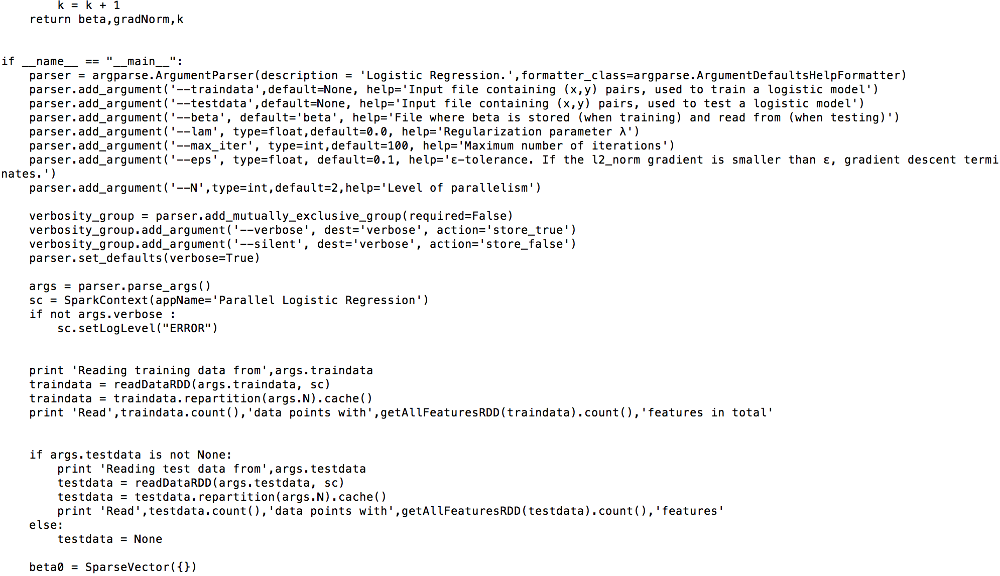 k = k + 1
    return beta,gradNorm,k


if __name__ == "__main__":
    parser = argparse.ArgumentParser(description = 'Logistic Regression.',formatter_class=argparse.ArgumentDefaultsHelpFormatter)
    parser.add_argument('--traindata',default=None, help='Input file containing (x,y) pairs, used to train a logistic model')
    parser.add_argument('--testdata',default=None, help='Input file containing (x,y) pairs, used to test a logistic model')
    parser.add_argument('--beta', default='beta', help='File where beta is stored (when training) and read from (when testing)')
    parser.add_argument('--lam', type=float,default=0.0, help='Regularization parameter λ')
    parser.add_argument('--max_iter', type=int,default=100, help='Maximum number of iterations')
    parser.add_argument('--eps', type=float, default=0.1, help='ε-tolerance. If the l2_norm gradient is smaller than ε, gradient descent termi
nates.')
    parser.add_argument('--N',type=int,default=2,help='Level of parallelism')

    verbosity_group = parser.add_mutually_exclusive_group(required=False)
    verbosity_group.add_argument('--verbose', dest='verbose', action='store_true')
    verbosity_group.add_argument('--silent', dest='verbose', action='store_false')
    parser.set_defaults(verbose=True)

    args = parser.parse_args()
    sc = SparkContext(appName='Parallel Logistic Regression')
    if not args.verbose :
        sc.setLogLevel("ERROR")


    print 'Reading training data from',args.traindata
    traindata = readDataRDD(args.traindata, sc)
    traindata = traindata.repartition(args.N).cache()
    print 'Read',traindata.count(),'data points with',getAllFeaturesRDD(traindata).count(),'features in total'


    if args.testdata is not None:
        print 'Reading test data from',args.testdata
        testdata = readDataRDD(args.testdata, sc)
        testdata = testdata.repartition(args.N).cache()
        print 'Read',testdata.count(),'data points with',getAllFeaturesRDD(testdata).count(),'features'
    else:
        testdata = None

    beta0 = SparseVector({})